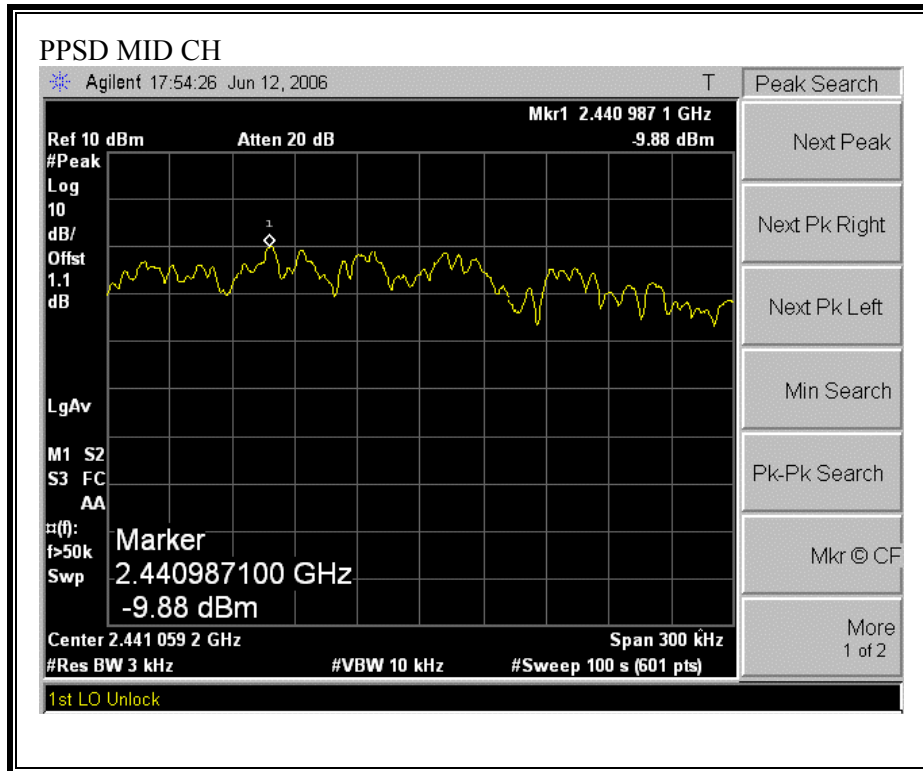 PPSD MID CH
Agilent 17:54:26 Jun 12, 2006 T
Peak Search
Mkr1 2.440 987 1 GHz
Ref 10 dBm Atten 20 dB -9.88 dBm
#Peak
Log
10
dB/
Offst
1.1
dB
1
LgAv
M1 S2
S3 FC
AA
¤(f):
f>50k
Swp
Marker
2.440987100 GHz
-9.88 dBm
Center 2.441 059 2 GHz Span 300 kHz
#Res BW 3 kHz #VBW 10 kHz #Sweep 100 s (601 pts)
1st LO Unlock
Next Peak
Next Pk Right
Next Pk Left
Min Search
Pk-Pk Search
Mkr © CF
More
1 of 2